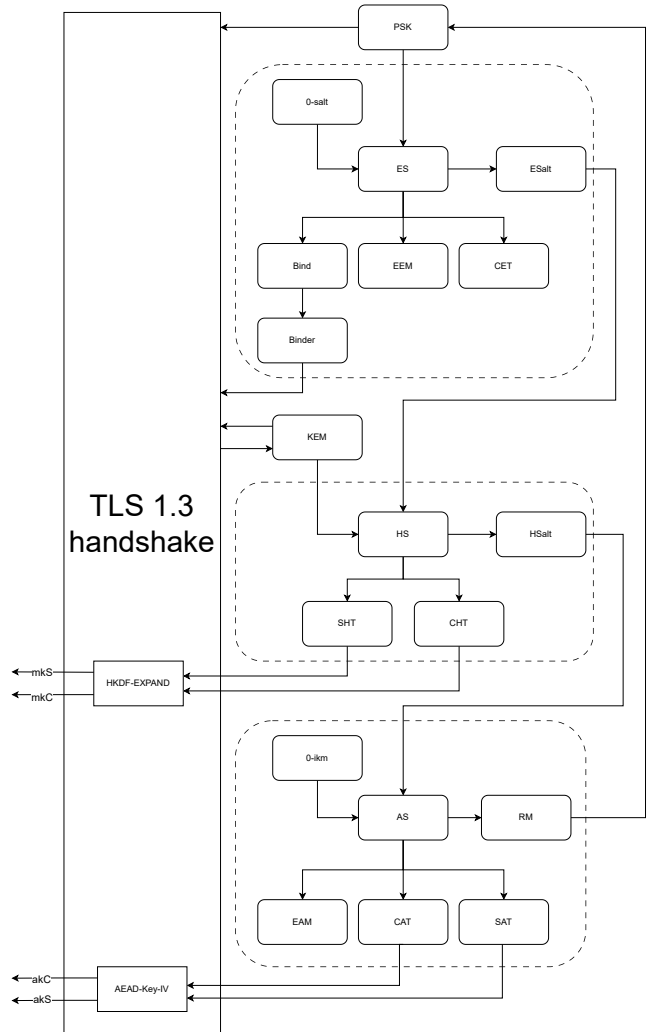 PSK
0-salt
ES
ESalt
Bind
EEM
CET
Binder
KEM
TLS 1.3
handshake
HS
HSalt
SHT
CHT
mkS
HKDF-EXPAND
mkC
0-ikm
AS
RM
EAM
CAT
SAT
akC
AEAD-Key-IV
akS